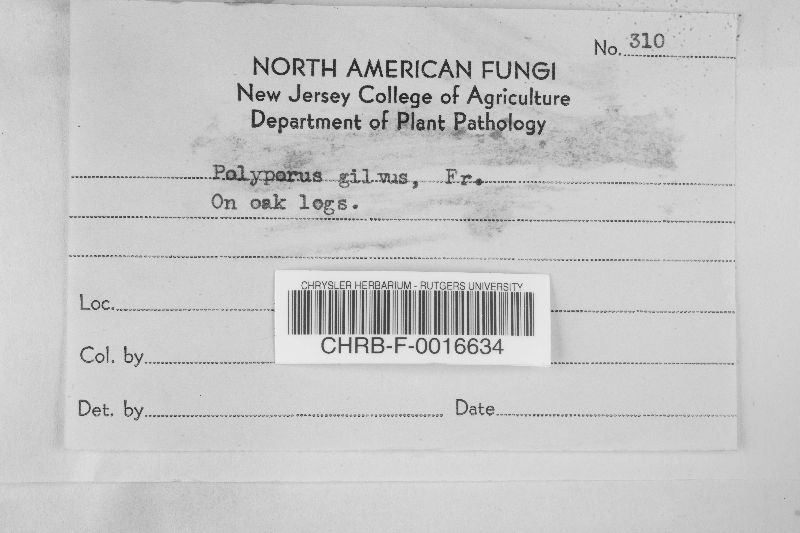 No. 310
NORTH AMERICAN FUNGI
New Jersey College of Agriculture
Department of Plant Pathology
Polyporus gilvus, Fr.
On oak logs.
Loc.
CHRYSLER HERBARIUM - RUTGERS UNIVERSITY
CHRB-F-0016634
Col. by
Det. by Date